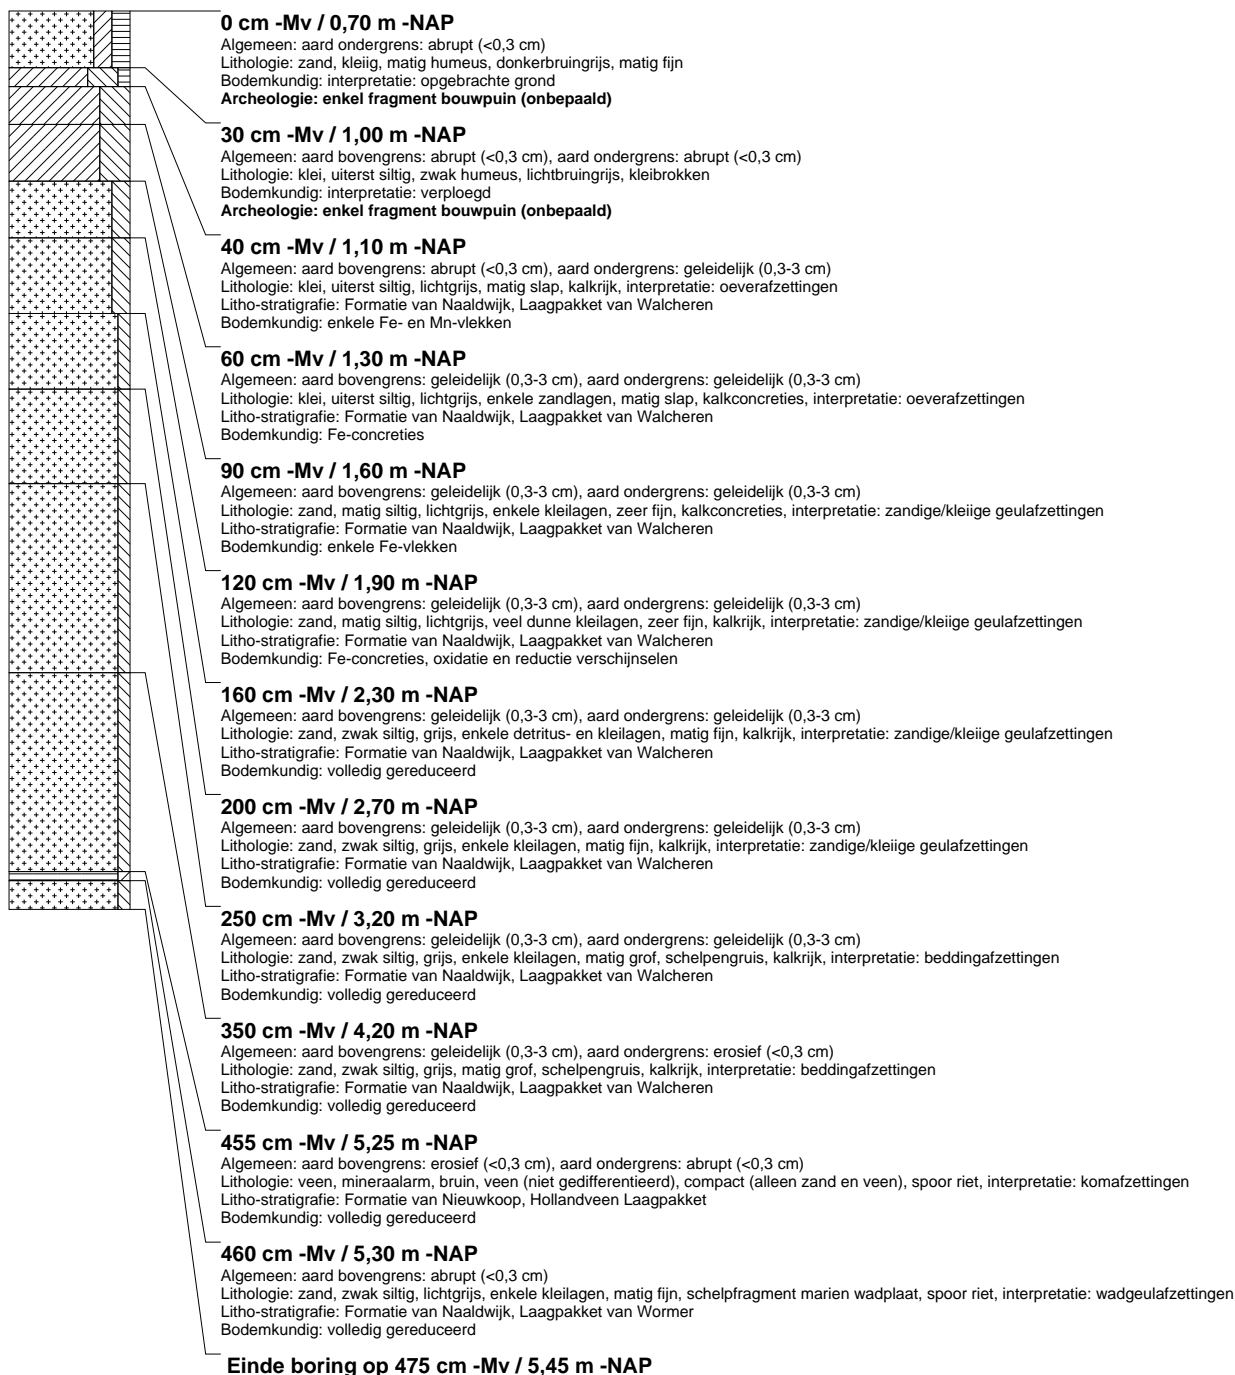 0 cm -Mv / 0,70 m -NAP
Algemeen: aard ondergrens: abrupt (<0,3 cm)
Lithologie: zand, kleiig, matig humeus, donkerbruingrijs, matig fijn
Bodemkundig: interpretatie: opgebrachte grond
Archeologie: enkel fragment bouwpuin (onbepaald)
30 cm -Mv / 1,00 m -NAP
Algemeen: aard bovengrens: abrupt (<0,3 cm), aard ondergrens: abrupt (<0,3 cm)
Lithologie: klei, uiterst siltig, zwak humeus, lichtbruingrijs, kleibrokken
Bodemkundig: interpretatie: verploegd
Archeologie: enkel fragment bouwpuin (onbepaald)
40 cm -Mv / 1,10 m -NAP
Algemeen: aard bovengrens: abrupt (<0,3 cm), aard ondergrens: geleidelijk (0,3-3 cm)
Lithologie: klei, uiterst siltig, lichtgrijs, matig slap, kalkrijk, interpretatie: oeverafzettingen
Litho-stratigrafie: Formatie van Naaldwijk, Laagpakket van Walcheren
Bodemkundig: enkele Fe- en Mn-vlekken
60 cm -Mv / 1,30 m -NAP
Algemeen: aard bovengrens: geleidelijk (0,3-3 cm), aard ondergrens: geleidelijk (0,3-3 cm)
Lithologie: klei, uiterst siltig, lichtgrijs, enkele zandlagen, matig slap, kalkconcreties, interpretatie: oeverafzettingen
Litho-stratigrafie: Formatie van Naaldwijk, Laagpakket van Walcheren
Bodemkundig: Fe-concreties
90 cm -Mv / 1,60 m -NAP
Algemeen: aard bovengrens: geleidelijk (0,3-3 cm), aard ondergrens: geleidelijk (0,3-3 cm)
Lithologie: zand, matig siltig, lichtgrijs, enkele kleilagen, zeer fijn, kalkconcreties, interpretatie: zandige/kleiige geulafzettingen
Litho-stratigrafie: Formatie van Naaldwijk, Laagpakket van Walcheren
Bodemkundig: enkele Fe-vlekken
120 cm -Mv / 1,90 m -NAP
Algemeen: aard bovengrens: geleidelijk (0,3-3 cm), aard ondergrens: geleidelijk (0,3-3 cm)
Lithologie: zand, matig siltig, lichtgrijs, veel dunne kleilagen, zeer fijn, kalkrijk, interpretatie: zandige/kleiige geulafzettingen
Litho-stratigrafie: Formatie van Naaldwijk, Laagpakket van Walcheren
Bodemkundig: Fe-concreties, oxidatie en reductie verschijnselen
160 cm -Mv / 2,30 m -NAP
Algemeen: aard bovengrens: geleidelijk (0,3-3 cm), aard ondergrens: geleidelijk (0,3-3 cm)
Lithologie: zand, zwak siltig, grijs, enkele detritus- en kleilagen, matig fijn, kalkrijk, interpretatie: zandige/kleiige geulafzettingen
Litho-stratigrafie: Formatie van Naaldwijk, Laagpakket van Walcheren
Bodemkundig: volledig gereduceerd
200 cm -Mv / 2,70 m -NAP
Algemeen: aard bovengrens: geleidelijk (0,3-3 cm), aard ondergrens: geleidelijk (0,3-3 cm)
Lithologie: zand, zwak siltig, grijs, enkele kleilagen, matig fijn, kalkrijk, interpretatie: zandige/kleiige geulafzettingen
Litho-stratigrafie: Formatie van Naaldwijk, Laagpakket van Walcheren
Bodemkundig: volledig gereduceerd
250 cm -Mv / 3,20 m -NAP
Algemeen: aard bovengrens: geleidelijk (0,3-3 cm), aard ondergrens: geleidelijk (0,3-3 cm)
Lithologie: zand, zwak siltig, grijs, enkele kleilagen, matig grof, schelpengruis, kalkrijk, interpretatie: beddingafzettingen
Litho-stratigrafie: Formatie van Naaldwijk, Laagpakket van Walcheren
Bodemkundig: volledig gereduceerd
350 cm -Mv / 4,20 m -NAP
Algemeen: aard bovengrens: geleidelijk (0,3-3 cm), aard ondergrens: erosief (<0,3 cm)
Lithologie: zand, zwak siltig, grijs, matig grof, schelpengruis, kalkrijk, interpretatie: beddingafzettingen
Litho-stratigrafie: Formatie van Naaldwijk, Laagpakket van Walcheren
Bodemkundig: volledig gereduceerd
455 cm -Mv / 5,25 m -NAP
Algemeen: aard bovengrens: erosief (<0,3 cm), aard ondergrens: abrupt (<0,3 cm)
Lithologie: veen, mineraalarm, bruin, veen (niet gedifferentieerd), compact (alleen zand en veen), spoor riet, interpretatie: komafzettingen
Litho-stratigrafie: Formatie van Nieuwkoop, Hollandveen Laagpakket
Bodemkundig: volledig gereduceerd
460 cm -Mv / 5,30 m -NAP
Algemeen: aard bovengrens: abrupt (<0,3 cm)
Lithologie: zand, zwak siltig, lichtgrijs, enkele kleilagen, matig fijn, schelpfragment marien wadplaat, spoor riet, interpretatie: wadgeulafzettingen
Litho-stratigrafie: Formatie van Naaldwijk, Laagpakket van Wormer
Bodemkundig: volledig gereduceerd
Einde boring op 475 cm -Mv / 5,45 m -NAP